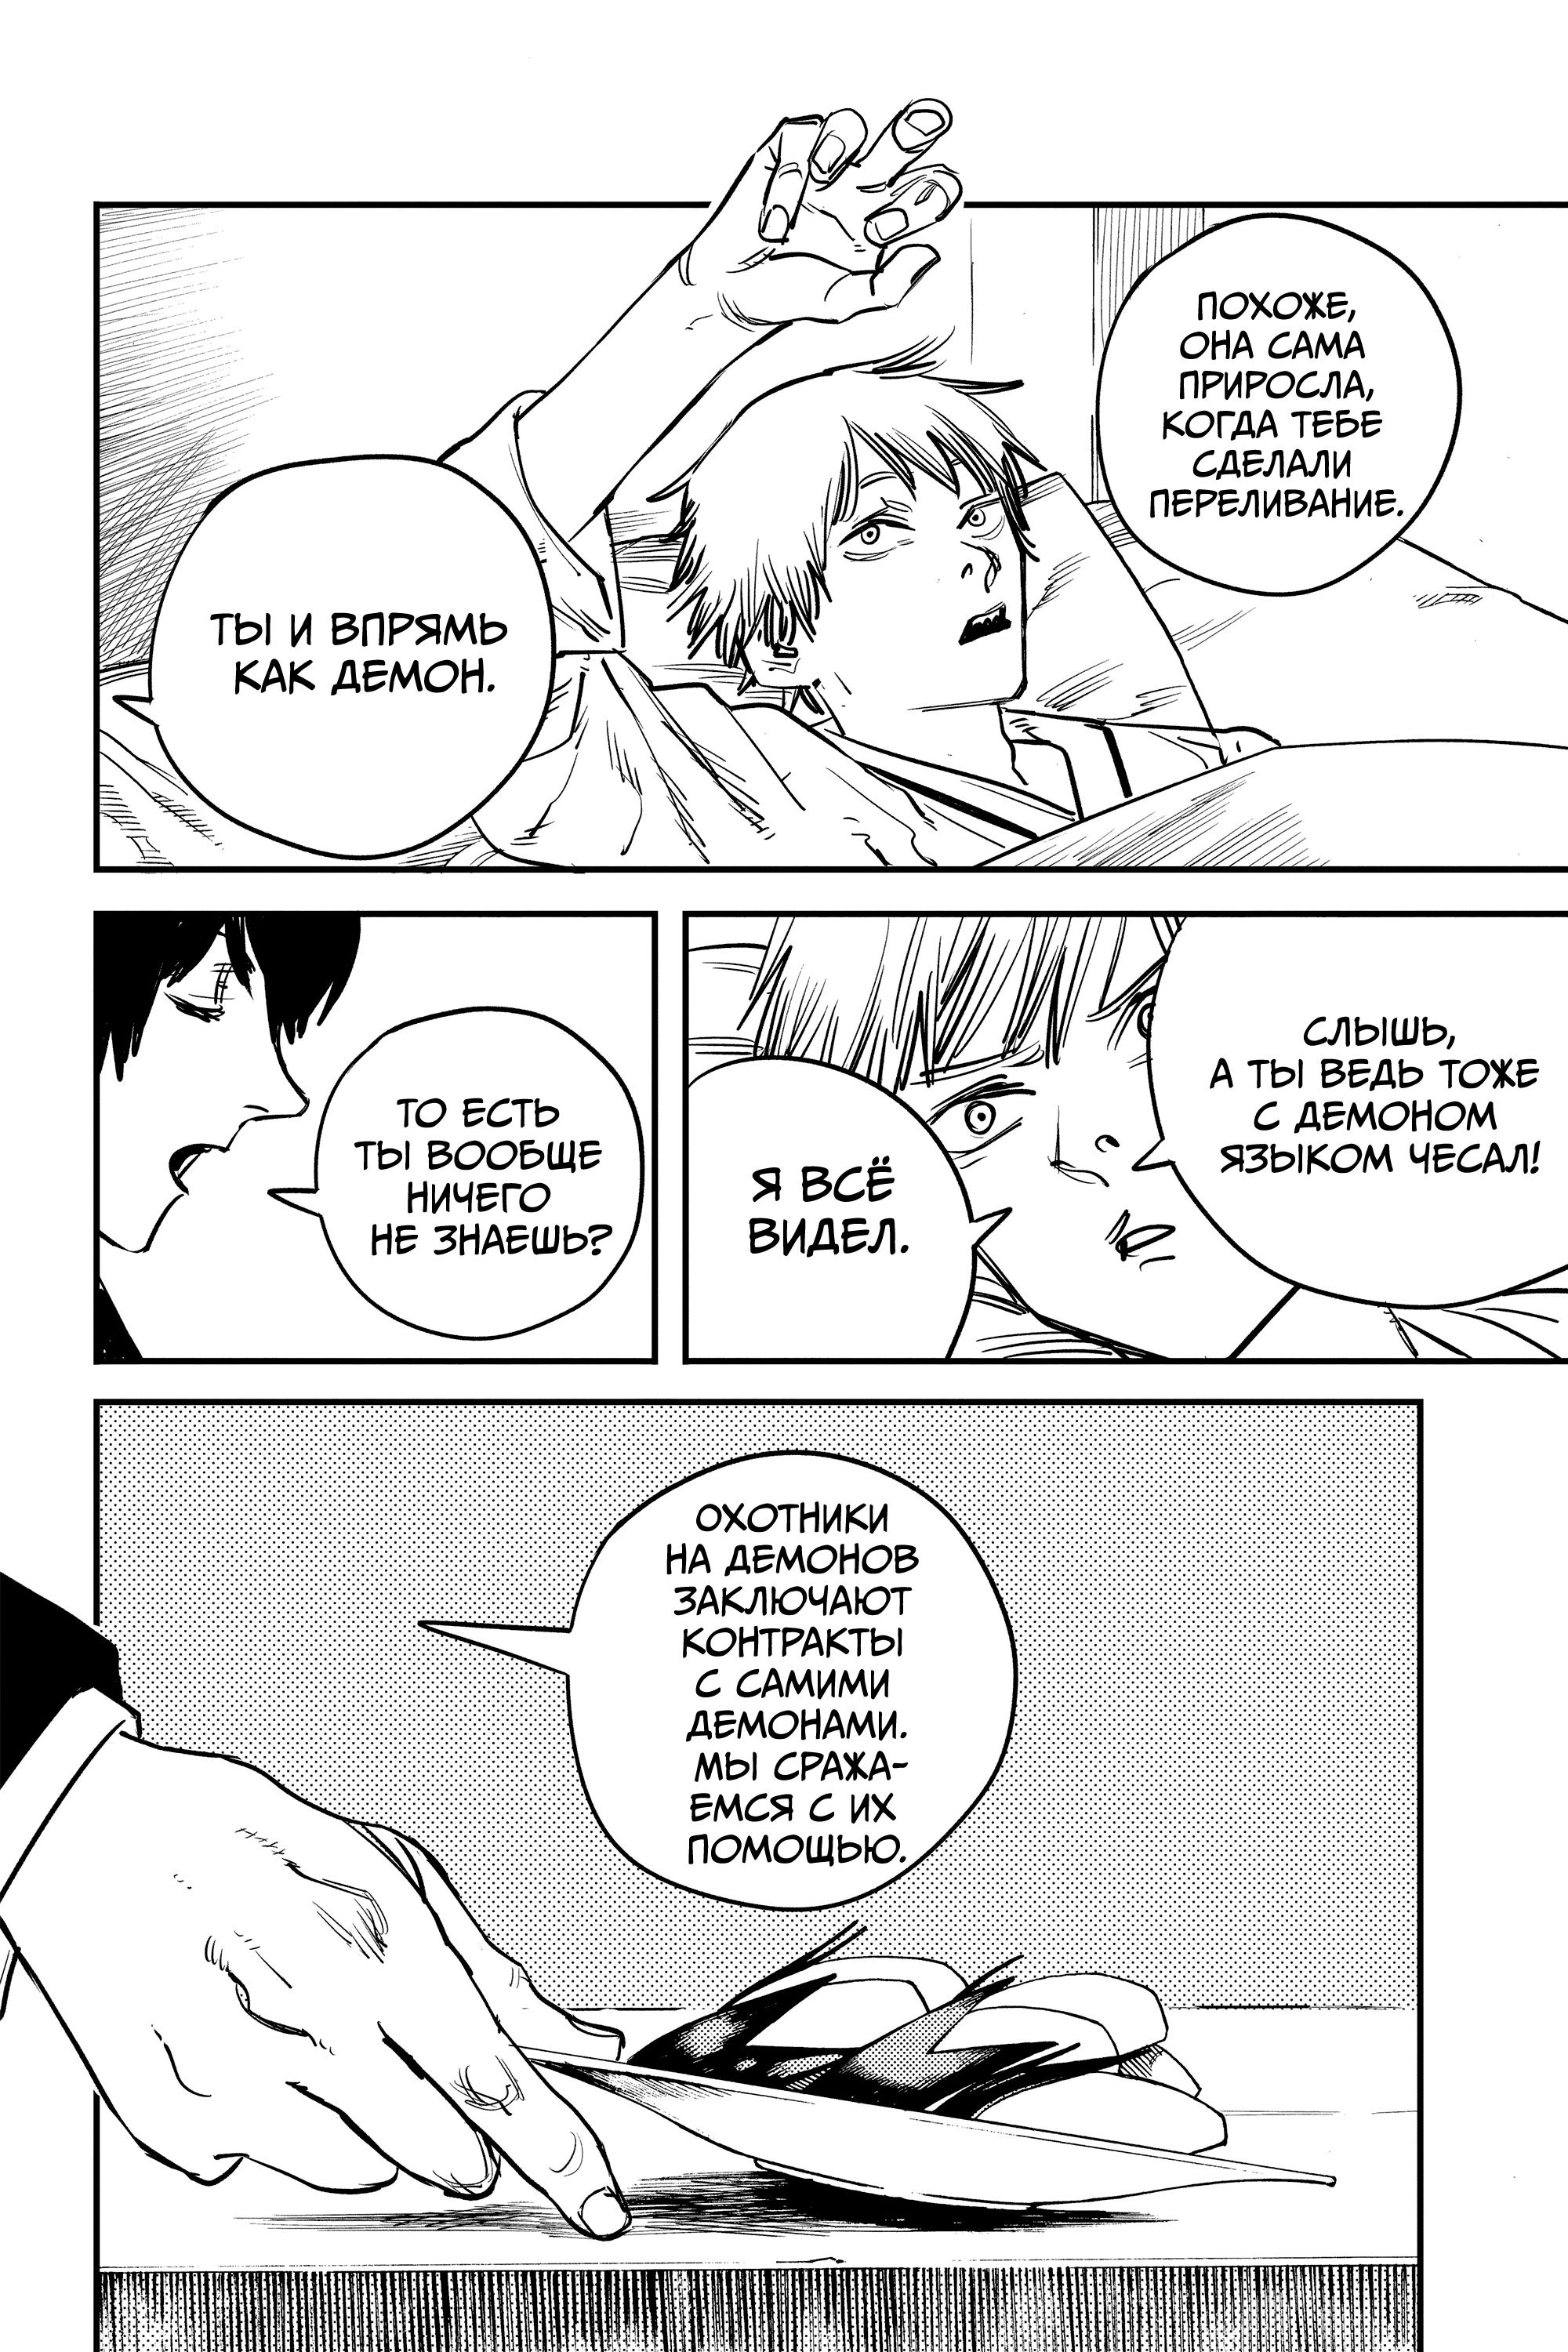 ПОХОЖЕ,
ОНА САМА
ПРИРОСЛА,
КОГДА ТЕБЕ
СДЕЛАЛИ
ПЕРЕЛИВАНИЕ.
ТЫ И ВПРЯМЬ
КАК ДЕМОН.
СЛЫШЬ,
А ТЫ ВЕДЬ ТОЖЕ
С ДЕМОНОМ
ЯЗЫКОМ ЧЕСАЛ!
Я ВСЁ
ВИДЕЛ.
ТО ЕСТЬ
ТЫ ВООБЩЕ
НИЧЕГО
НЕ ЗНАЕШЬ?
ОХОТНИКИ
НА ДЕМОНОВ
ЗАКЛЮЧАЮТ
КОНТРАКТЫ
С САМИМИ
ДЕМОНАМИ.
МЫ СРАЖА-
ЕМСЯ С ИХ
ПОМОЩЬЮ.